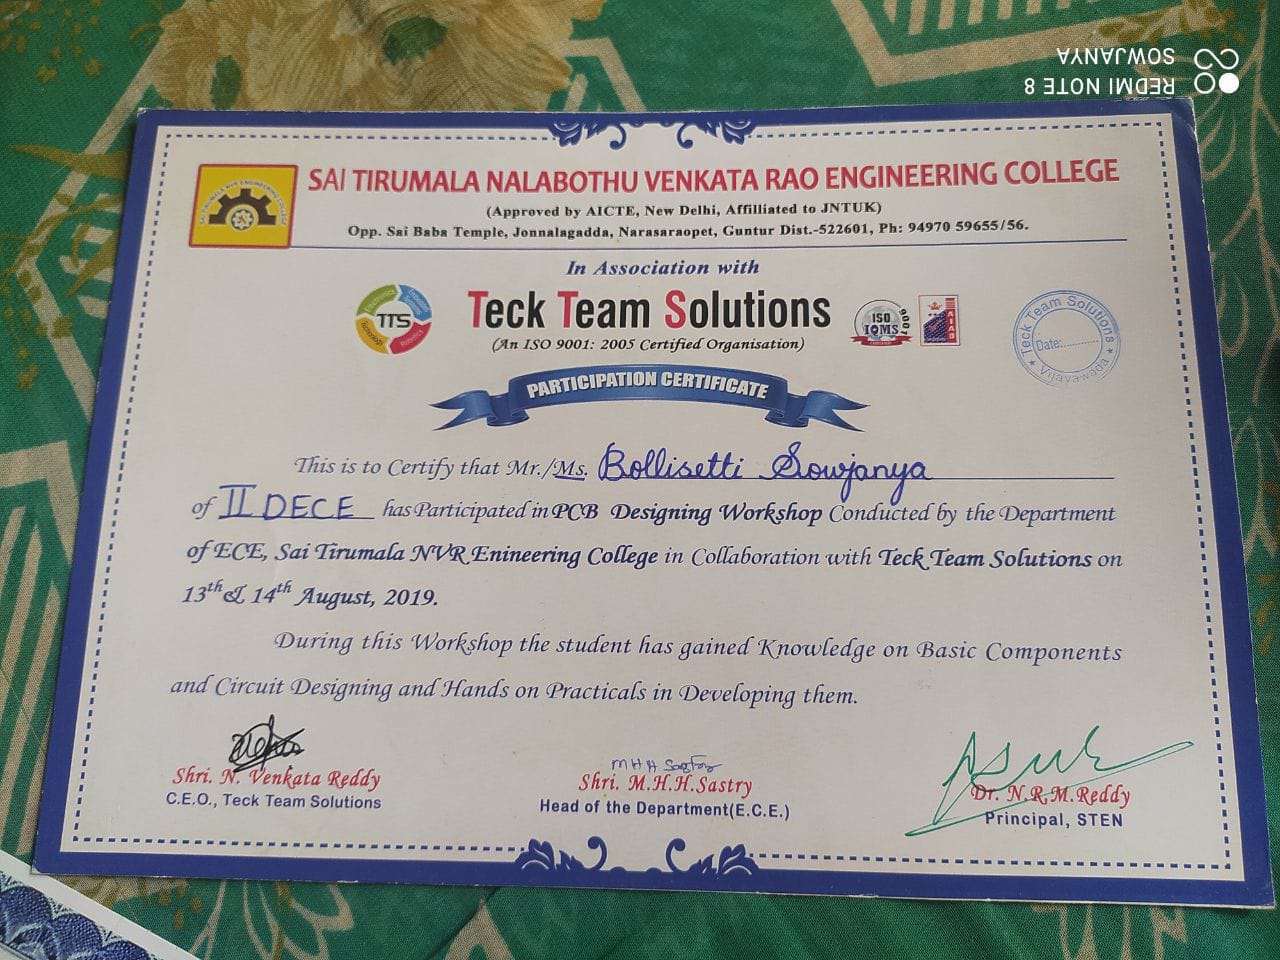 REDMI NOTE 8
SOWJANYA
SAI TIRUMALA NALABOTHU VENKATA RAO ENGINEERING COLLEGE
(Approved by AICTE, New Delhi, Affilliated to JNTUK)
Opp. Sai Baba Temple, Jonnalagadda, Narasaraopet, Guntur Dist.-522601, Ph: 94970 59655/56.
In Association with
TTS
Teck Team Solutions
(An ISO 9001: 2005 Certified Organisation)
ISO
9001
Teck Team Solutions
Date:............
Vijayawada
PARTICIPATION CERTIFICATE
This is to Certify that Mr./Ms. Bollisetti Sowjanya
of II DECE has Participated in PCB Designing Workshop Conducted by the Department
of ECE, Sai Tirumala NVR Enineering College in Collaboration with Teck Team Solutions on
13th & 14th August, 2019.
During this Workshop the student has gained Knowledge on Basic Components
and Circuit Designing and Hands on Practicals in Developing them.
Shri. N. Venkata Reddy
C.E.O., Teck Team Solutions
M H H Sastry
Shri. M.H.H.Sastry
Head of the Department(E.C.E.)
Dr. N.R.M.Reddy
Principal, STEN